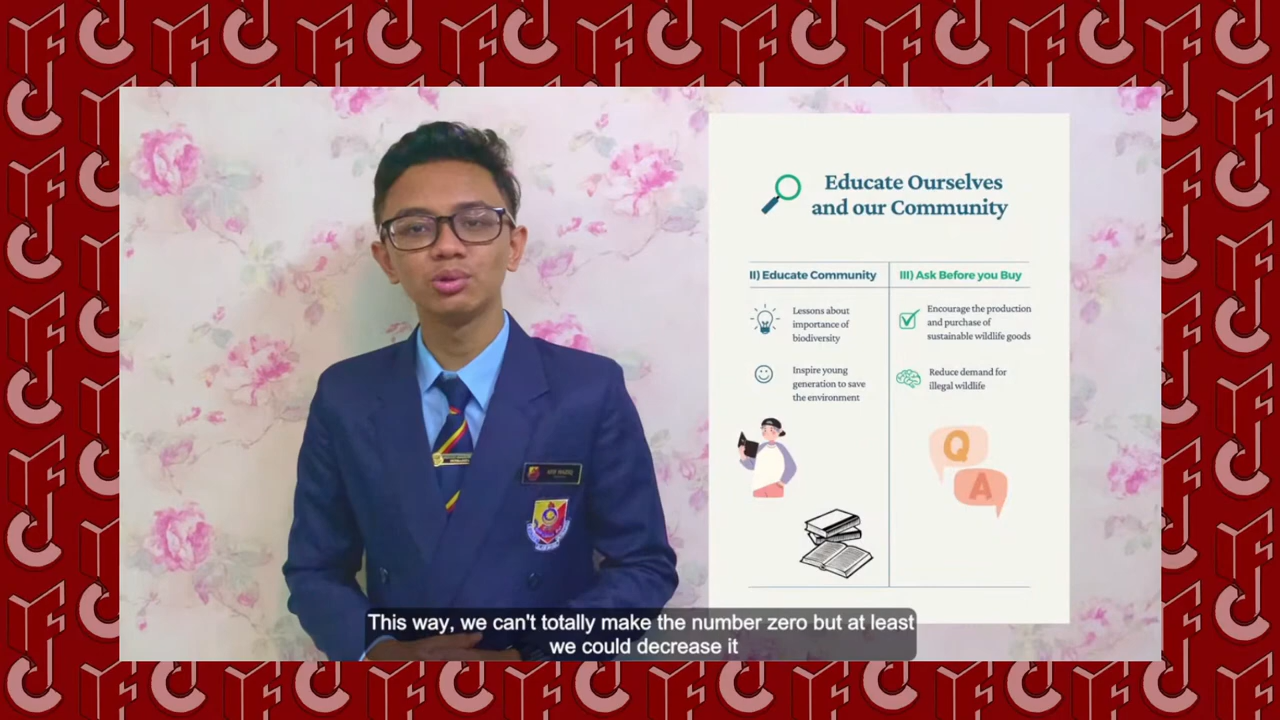 Educate Ourselves
and our Community
II) Educate Community
III) Ask Before you Buy
Lessons about
importance of
biodiversity
Encourage the production
and purchase of
sustainable wildlife goods
Inspire young
generation to save
the environment
Reduce demand for
illegal wildlife
Q
A
This way, we can't totally make the number zero but at least
we could decrease it